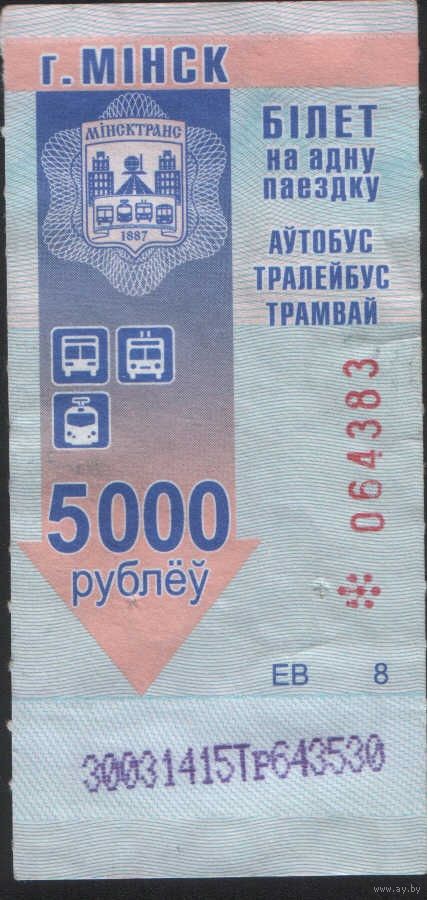 г. МІНСК
МІНСКТРАНС
1887
БІЛЕТ
на адну
паездку
АЎТОБУС
ТРАЛЕЙБУС
ТРАМВАЙ
064383
5000
рублёў
ЕВ 8
30031415Тр643530
www.ay.by